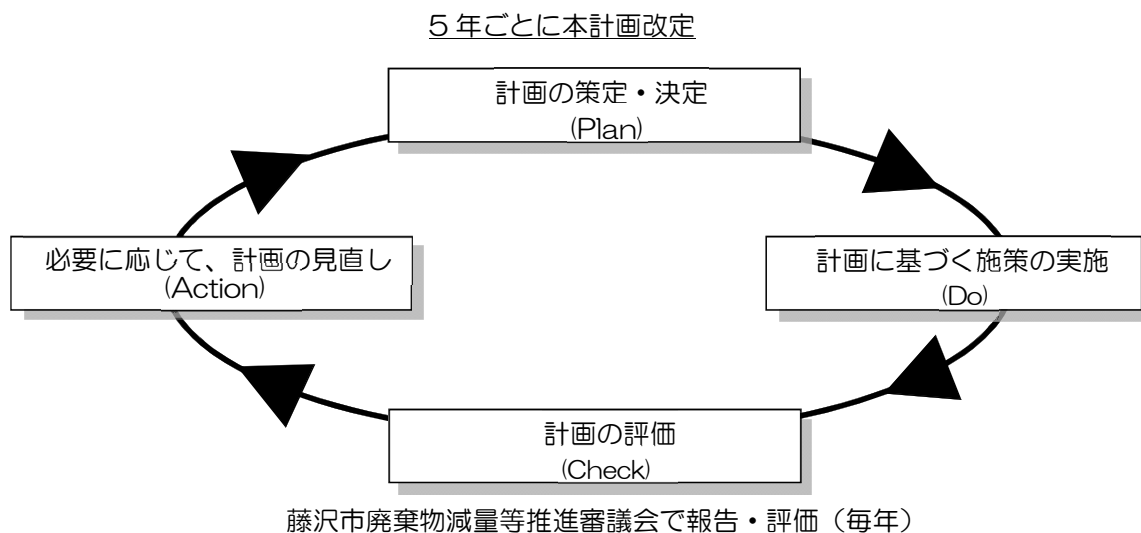 5年ごとに本計画改定
計画の策定・決定
(Plan)
必要に応じて、計画の見直し
(Action)
計画に基づく施策の実施
(Do)
計画の評価
(Check)
藤沢市廃棄物減量等推進審議会で報告・評価（毎年）